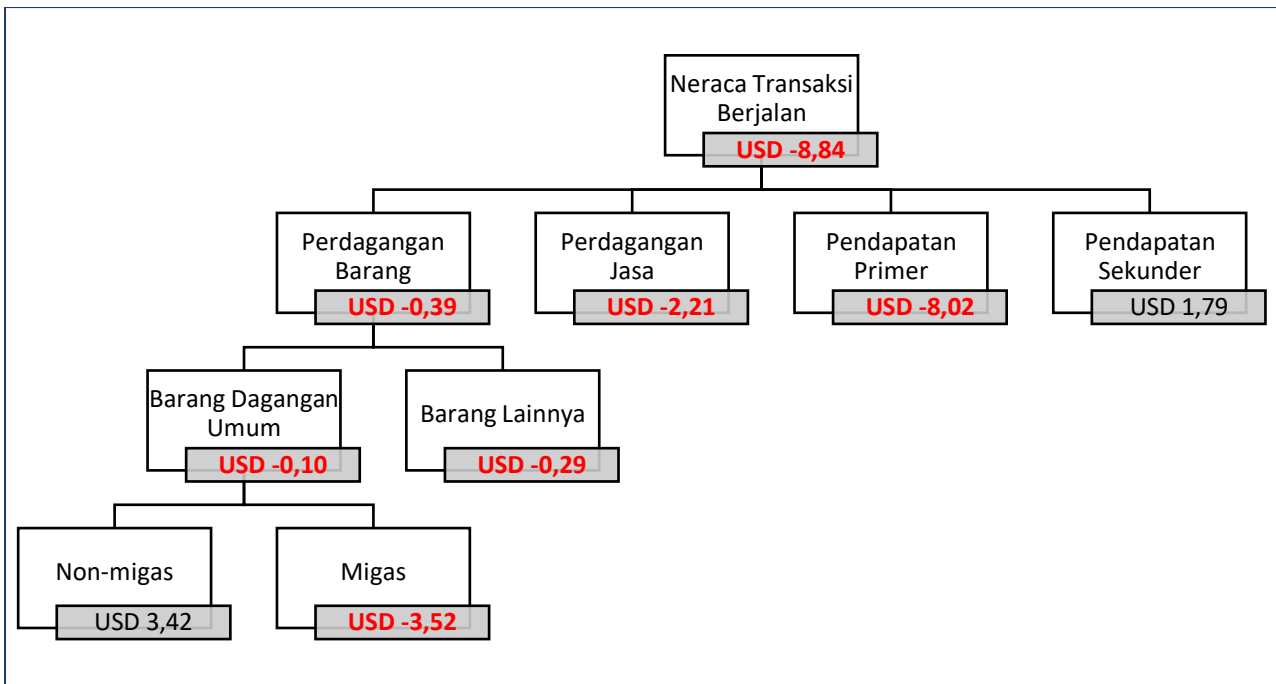 Neraca Transaksi
Berjalan
USD -8,84
Perdagangan
Barang
USD -0,39
Perdagangan
Jasa
USD -2,21
Pendapatan
Primer
USD -8,02
Pendapatan
Sekunder
USD 1,79
Barang Dagangan
Umum
USD -0,10
Barang Lainnya
USD -0,29
Non-migas
USD 3,42
Migas
USD -3,52